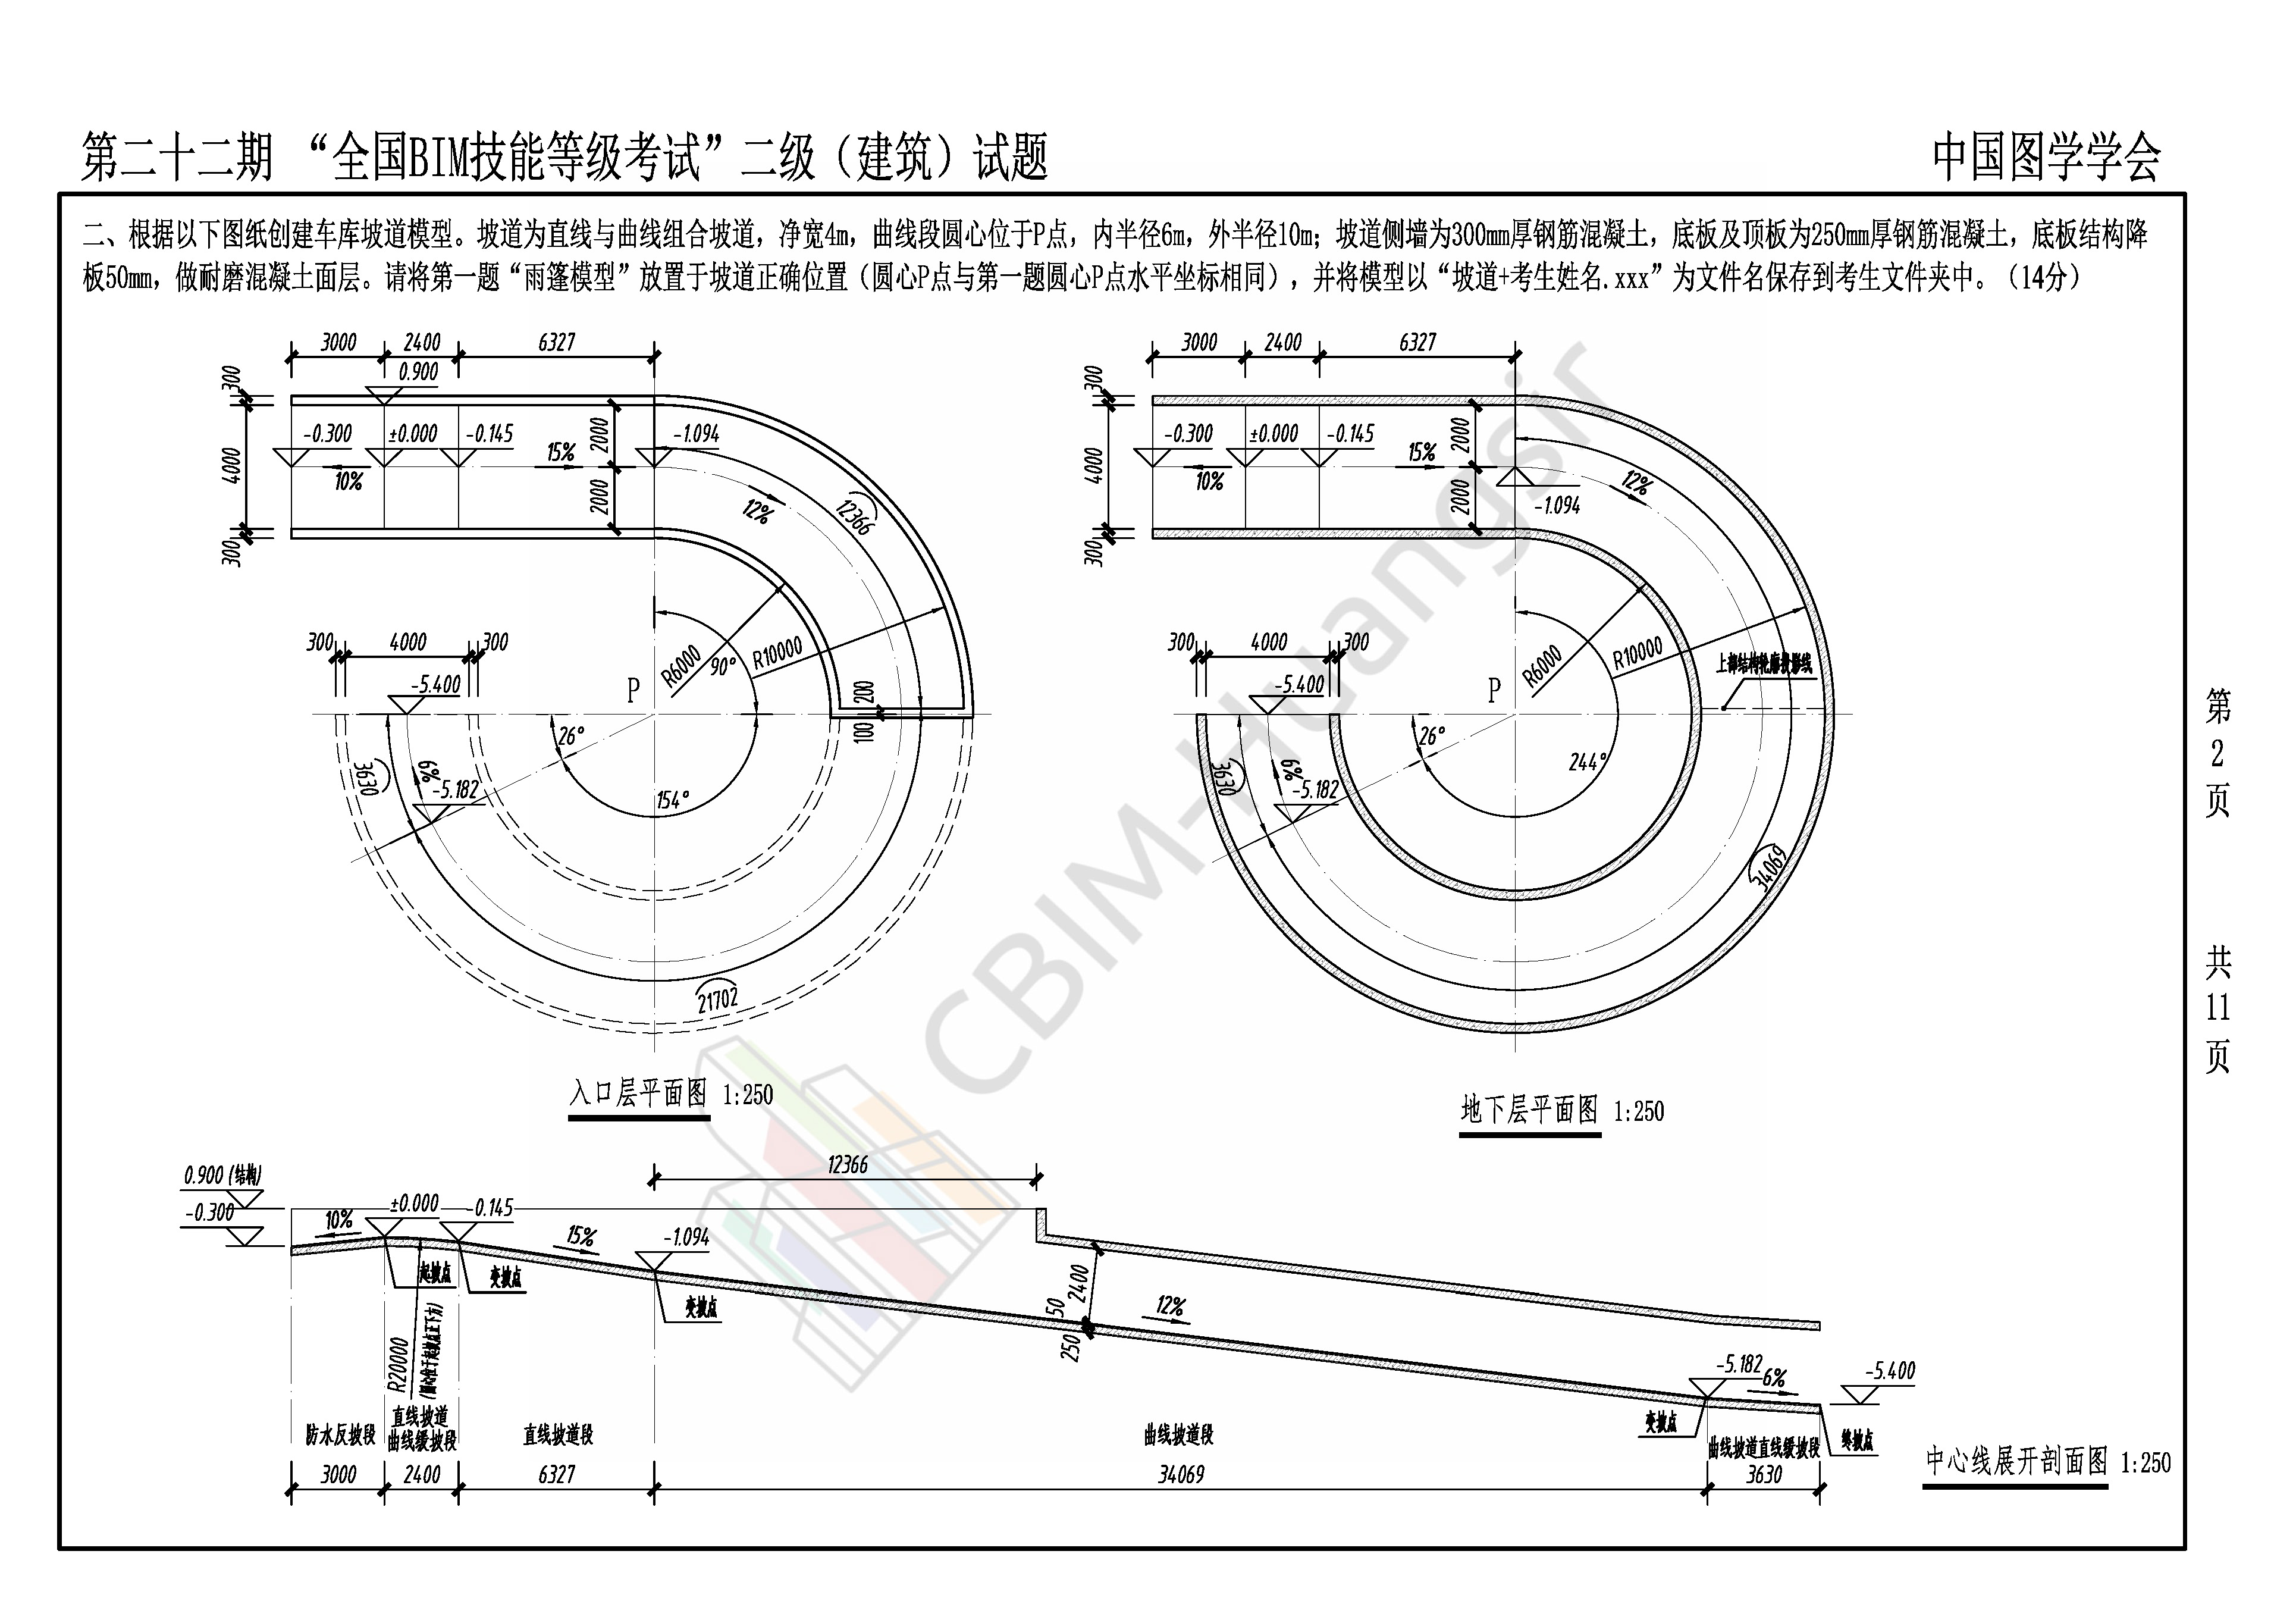 第二十二期 “全国BIM技能等级考试”二级（建筑）试题
中国图学学会
二、根据以下图纸创建车库坡道模型。坡道为直线与曲线组合坡道，净宽4m，曲线段圆心位于P点，内半径6m，外半径10m；坡道侧墙为300mm厚钢筋混凝土，底板及顶板为250mm厚钢筋混凝土，底板结构降
板50mm，做耐磨混凝土面层。请将第一题“雨篷模型”放置于坡道正确位置（圆心P点与第一题圆心P点水平坐标相同），并将模型以“坡道+考生姓名.xxx”为文件名保存到考生文件夹中。（14分）
3000
2400
6327
0.900
300
4000
300
-0.300
±0.000
-0.145
-1.094
10%
15%
2000
2000
12%
12366
R6000
R10000
90°
P
300
4000
300
-5.400
200
100
26°
3630
6%
-5.182
154°
21702
入口层平面图 1:250
3000
2400
6327
300
4000
300
-0.300
±0.000
-0.145
10%
15%
2000
2000
-1.094
12%
R6000
R10000
上部结构轮廓投影线
P
300
4000
300
-5.400
26°
3630
6%
-5.182
244°
34069
地下层平面图 1:250
第
2
页
共
11
页
CBIM-Huangsir
0.900(结构)
-0.300
10%
±0.000
-0.145
15%
-1.094
12366
起坡点
变坡点
变坡点
R20000
(圆心位于起坡点正下方)
2400
50
250
12%
-5.182
6%
-5.400
变坡点
终坡点
防水反坡段
直线坡道
曲线缓坡段
直线坡道段
曲线坡道段
曲线坡道直线缓坡段
3000
2400
6327
34069
3630
中心线展开剖面图 1:250